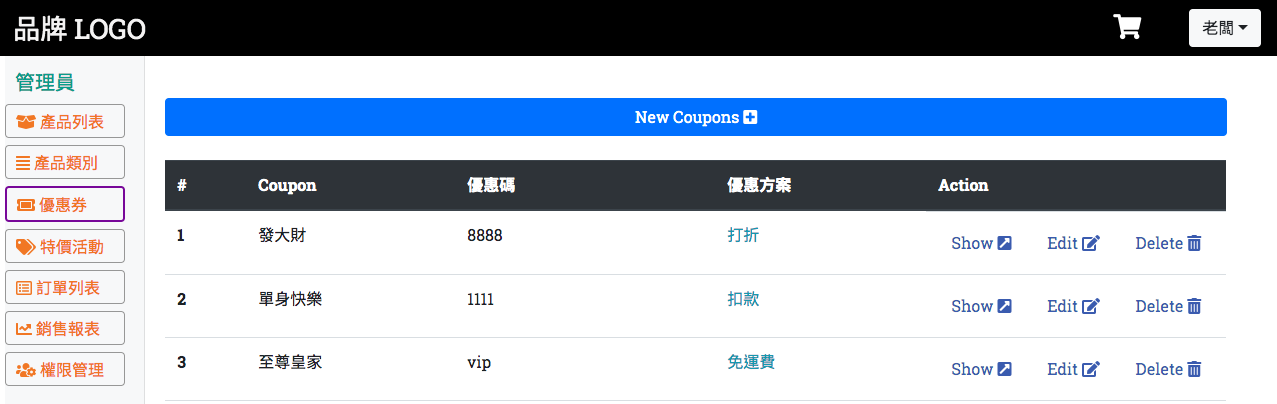 品牌 LOGO
老闆
管理員
產品列表
產品類別
優惠券
特價活動
訂單列表
銷售報表
權限管理
New Coupons
# Coupon 優惠碼 優惠方案 Action
1 發大財 8888 打折 Show Edit Delete
2 單身快樂 1111 扣款 Show Edit Delete
3 至尊皇家 vip 免運費 Show Edit Delete